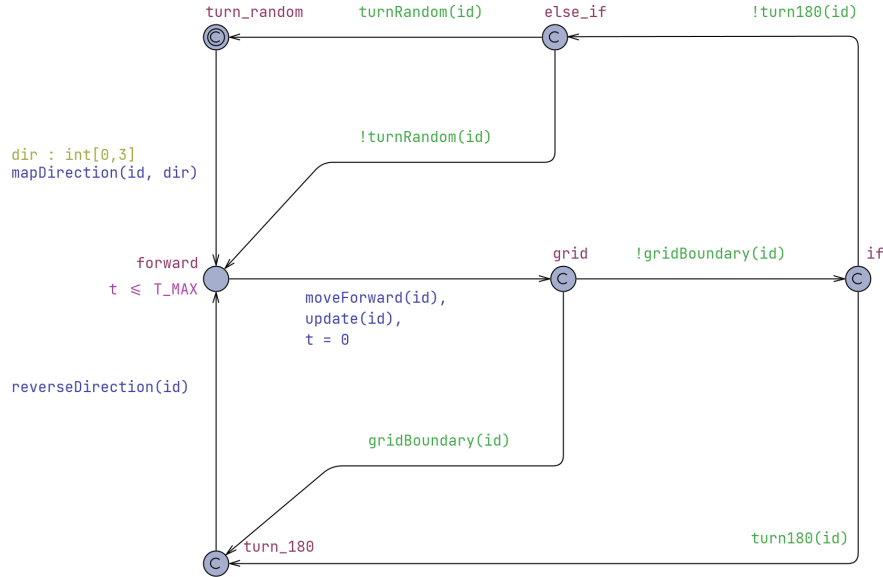 turn_random
turnRandom(id)
else_if
!turn180(id)
C
C
!turnRandom(id)
dir : int[0,3]
mapDirection(id, dir)
forward
t ≤ T_MAX
grid
!gridBoundary(id)
if
C
C
moveForward(id),
update(id),
t = 0
reverseDirection(id)
gridBoundary(id)
turn_180
turn180(id)
C